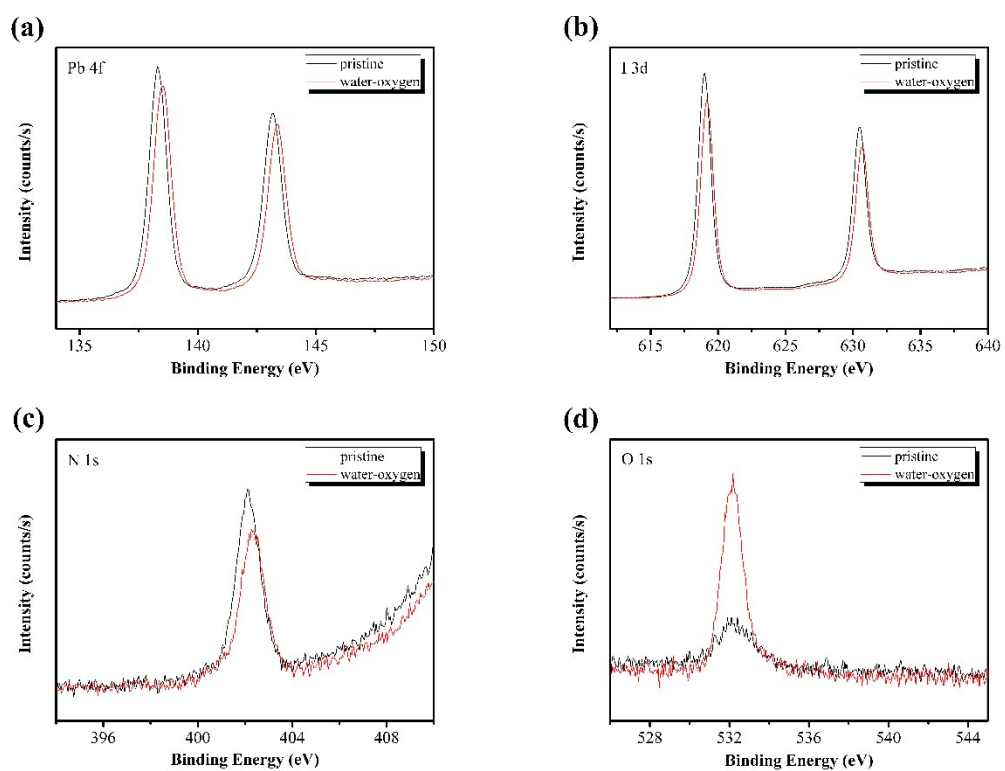 (a)
Pb 4f
pristine
water-oxygen
Intensity (counts/s)
135 140 145 150
Binding Energy (eV)
(b)
I 3d
pristine
water-oxygen
Intensity (counts/s)
615 620 625 630 635 640
Binding Energy (eV)
(c)
N 1s
pristine
water-oxygen
Intensity (counts/s)
396 400 404 408
Binding Energy (eV)
(d)
O 1s
pristine
water-oxygen
Intensity (counts/s)
528 532 536 540 544
Binding Energy (eV)